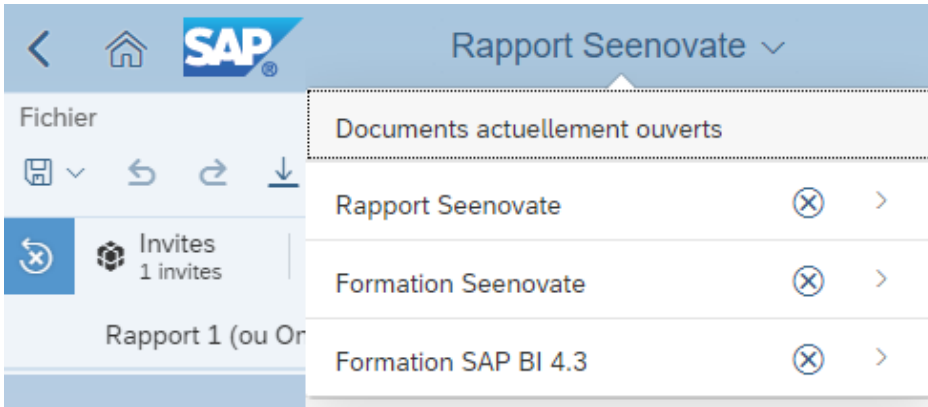 SAP®
Rapport Seenovate
Fichier
Documents actuellement ouverts
Rapport Seenovate
Invites
1 invites
Formation Seenovate
Rapport 1 (ou On
Formation SAP BI 4.3